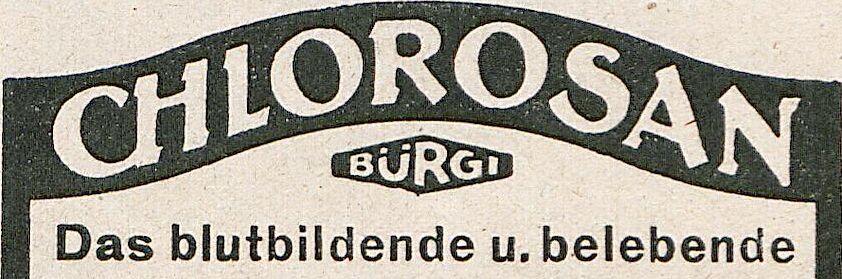 CHLOROSAN
BÜRGI
Das blutbildende u. belebende